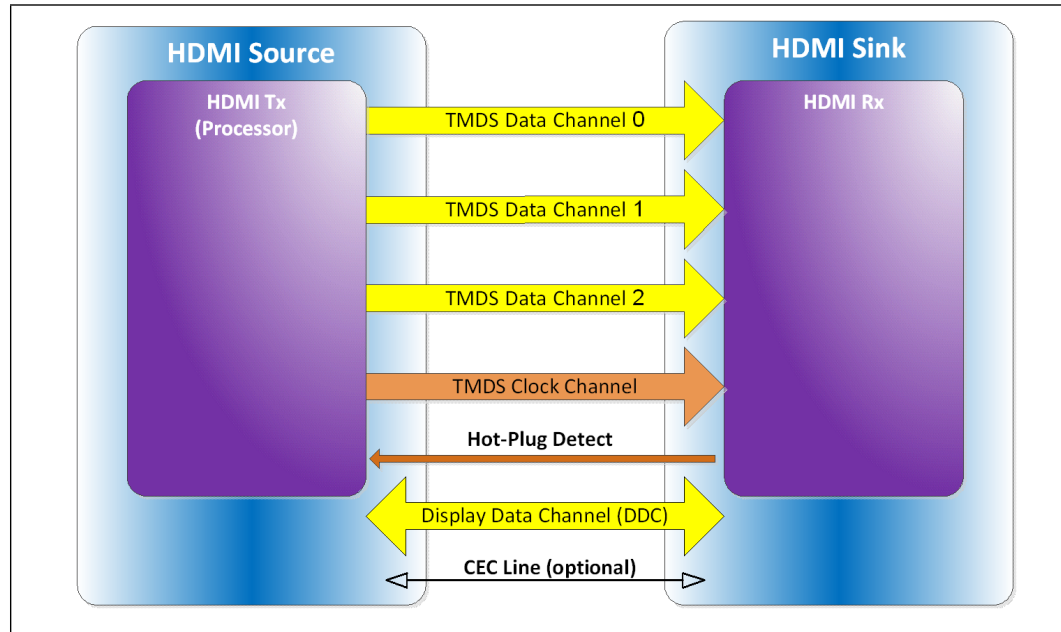 HDMI Source
HDMI Tx
(Processor)
HDMI Sink
HDMI Rx
TMDS Data Channel 0
TMDS Data Channel 1
TMDS Data Channel 2
TMDS Clock Channel
Hot-Plug Detect
Display Data Channel (DDC)
CEC Line (optional)